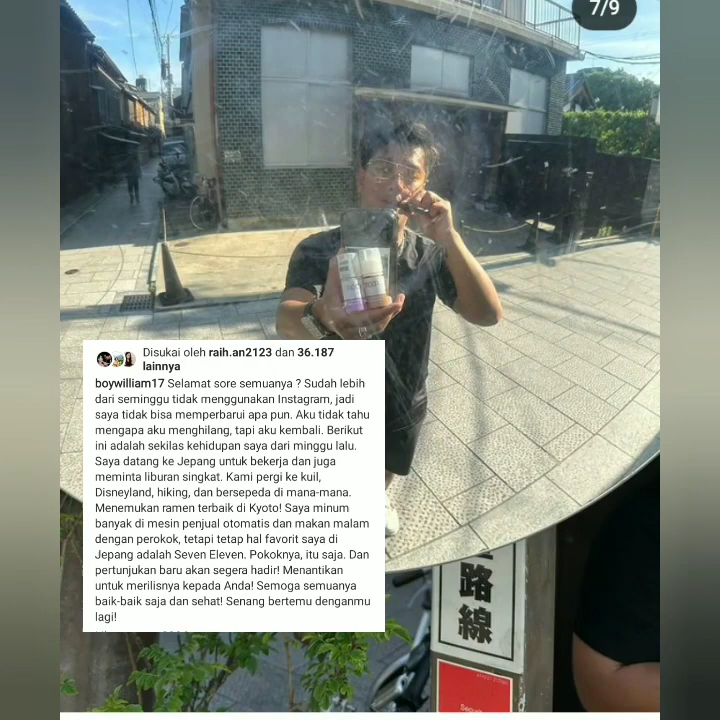 7/9
Disukai oleh raih.an2123 dan 36.187
lainnya
boywilliam17 Selamat sore semuanya ? Sudah lebih
dari seminggu tidak menggunakan Instagram, jadi
saya tidak bisa memperbarui apa pun. Aku tidak tahu
mengapa aku menghilang, tapi aku kembali. Berikut
ini adalah sekilas kehidupan saya dari minggu lalu.
Saya datang ke Jepang untuk bekerja dan juga
meminta liburan singkat. Kami pergi ke kuil,
Disneyland, hiking, dan bersepeda di mana-mana.
Menemukan ramen terbaik di Kyoto! Saya minum
banyak di mesin penjual otomatis dan makan malam
dengan perokok, tetapi tetap hal favorit saya di
Jepang adalah Seven Eleven. Pokoknya, itu saja. Dan
pertunjukan baru akan segera hadir! Menantikan
untuk merilisnya kepada Anda! Semoga semuanya
baik-baik saja dan sehat! Senang bertemu denganmu
lagi!
路
線